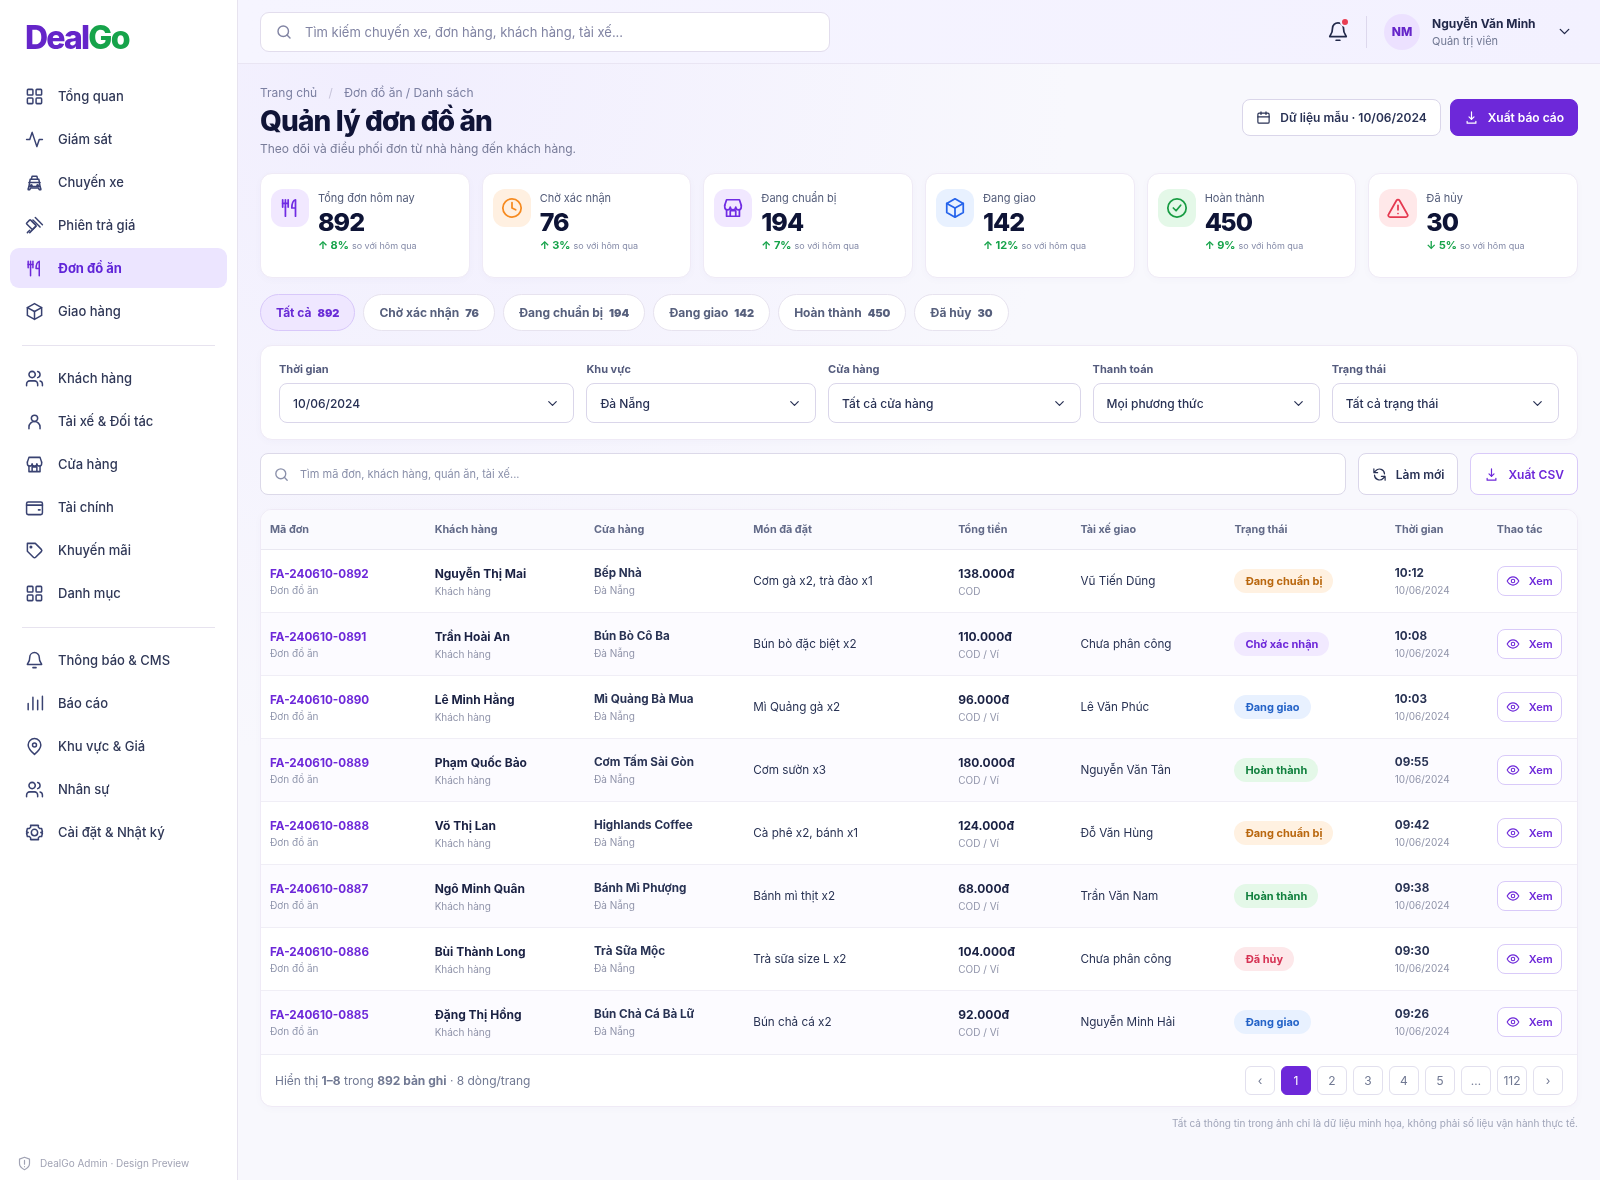 DealGo
Tìm kiếm chuyến xe, đơn hàng, khách hàng, tài xế...
NM
Nguyễn Văn Minh
Quản trị viên
Tổng quan
Giám sát
Chuyến xe
Phiên trả giá
Đơn đồ ăn
Giao hàng
Khách hàng
Tài xế & Đối tác
Cửa hàng
Tài chính
Khuyến mãi
Danh mục
Thông báo & CMS
Báo cáo
Khu vực & Giá
Nhân sự
Cài đặt & Nhật ký
DealGo Admin · Design Preview
Trang chủ / Đơn đồ ăn / Danh sách
Quản lý đơn đồ ăn
Theo dõi và điều phối đơn từ nhà hàng đến khách hàng.
Dữ liệu mẫu · 10/06/2024
Xuất báo cáo
Tổng đơn hôm nay
892
↑ 8% so với hôm qua
Chờ xác nhận
76
↑ 3% so với hôm qua
Đang chuẩn bị
194
↑ 7% so với hôm qua
Đang giao
142
↑ 12% so với hôm qua
Hoàn thành
450
↑ 9% so với hôm qua
Đã hủy
30
↓ 5% so với hôm qua
Tất cả 892
Chờ xác nhận 76
Đang chuẩn bị 194
Đang giao 142
Hoàn thành 450
Đã hủy 30
Thời gian
10/06/2024
Khu vực
Đà Nẵng
Cửa hàng
Tất cả cửa hàng
Thanh toán
Mọi phương thức
Trạng thái
Tất cả trạng thái
Tìm mã đơn, khách hàng, quán ăn, tài xế...
Làm mới
Xuất CSV
Mã đơn Khách hàng Cửa hàng Món đã đặt Tổng tiền Tài xế giao Trạng thái Thời gian Thao tác
FA-240610-0892 Nguyễn Thị Mai Bếp Nhà Cơm gà x2, trà đào x1 138.000đ Vũ Tiến Dũng Đang chuẩn bị 10:12 Xem
Đơn đồ ăn Khách hàng Đà Nẵng COD 10/06/2024
FA-240610-0891 Trần Hoài An Bún Bò Cô Ba Bún bò đặc biệt x2 110.000đ Chưa phân công Chờ xác nhận 10:08 Xem
Đơn đồ ăn Khách hàng Đà Nẵng COD / Ví 10/06/2024
FA-240610-0890 Lê Minh Hằng Mì Quảng Bà Mua Mì Quảng gà x2 96.000đ Lê Văn Phúc Đang giao 10:03 Xem
Đơn đồ ăn Khách hàng Đà Nẵng COD / Ví 10/06/2024
FA-240610-0889 Phạm Quốc Bảo Cơm Tấm Sài Gòn Cơm sườn x3 180.000đ Nguyễn Văn Tân Hoàn thành 09:55 Xem
Đơn đồ ăn Khách hàng Đà Nẵng COD / Ví 10/06/2024
FA-240610-0888 Võ Thị Lan Highlands Coffee Cà phê x2, bánh x1 124.000đ Đỗ Văn Hùng Đang chuẩn bị 09:42 Xem
Đơn đồ ăn Khách hàng Đà Nẵng COD / Ví 10/06/2024
FA-240610-0887 Ngô Minh Quân Bánh Mì Phượng Bánh mì thịt x2 68.000đ Trần Văn Nam Hoàn thành 09:38 Xem
Đơn đồ ăn Khách hàng Đà Nẵng COD / Ví 10/06/2024
FA-240610-0886 Bùi Thành Long Trà Sữa Mộc Trà sữa size L x2 104.000đ Chưa phân công Đã hủy 09:30 Xem
Đơn đồ ăn Khách hàng Đà Nẵng COD / Ví 10/06/2024
FA-240610-0885 Đặng Thị Hồng Bún Chả Cá Bà Lữ Bún chả cá x2 92.000đ Nguyễn Minh Hải Đang giao 09:26 Xem
Đơn đồ ăn Khách hàng Đà Nẵng COD / Ví 10/06/2024
Hiển thị 1–8 trong 892 bản ghi · 8 dòng/trang
‹ 1 2 3 4 5 ... 112 ›
Tất cả thông tin trong ảnh chỉ là dữ liệu minh họa, không phải số liệu vận hành thực tế.